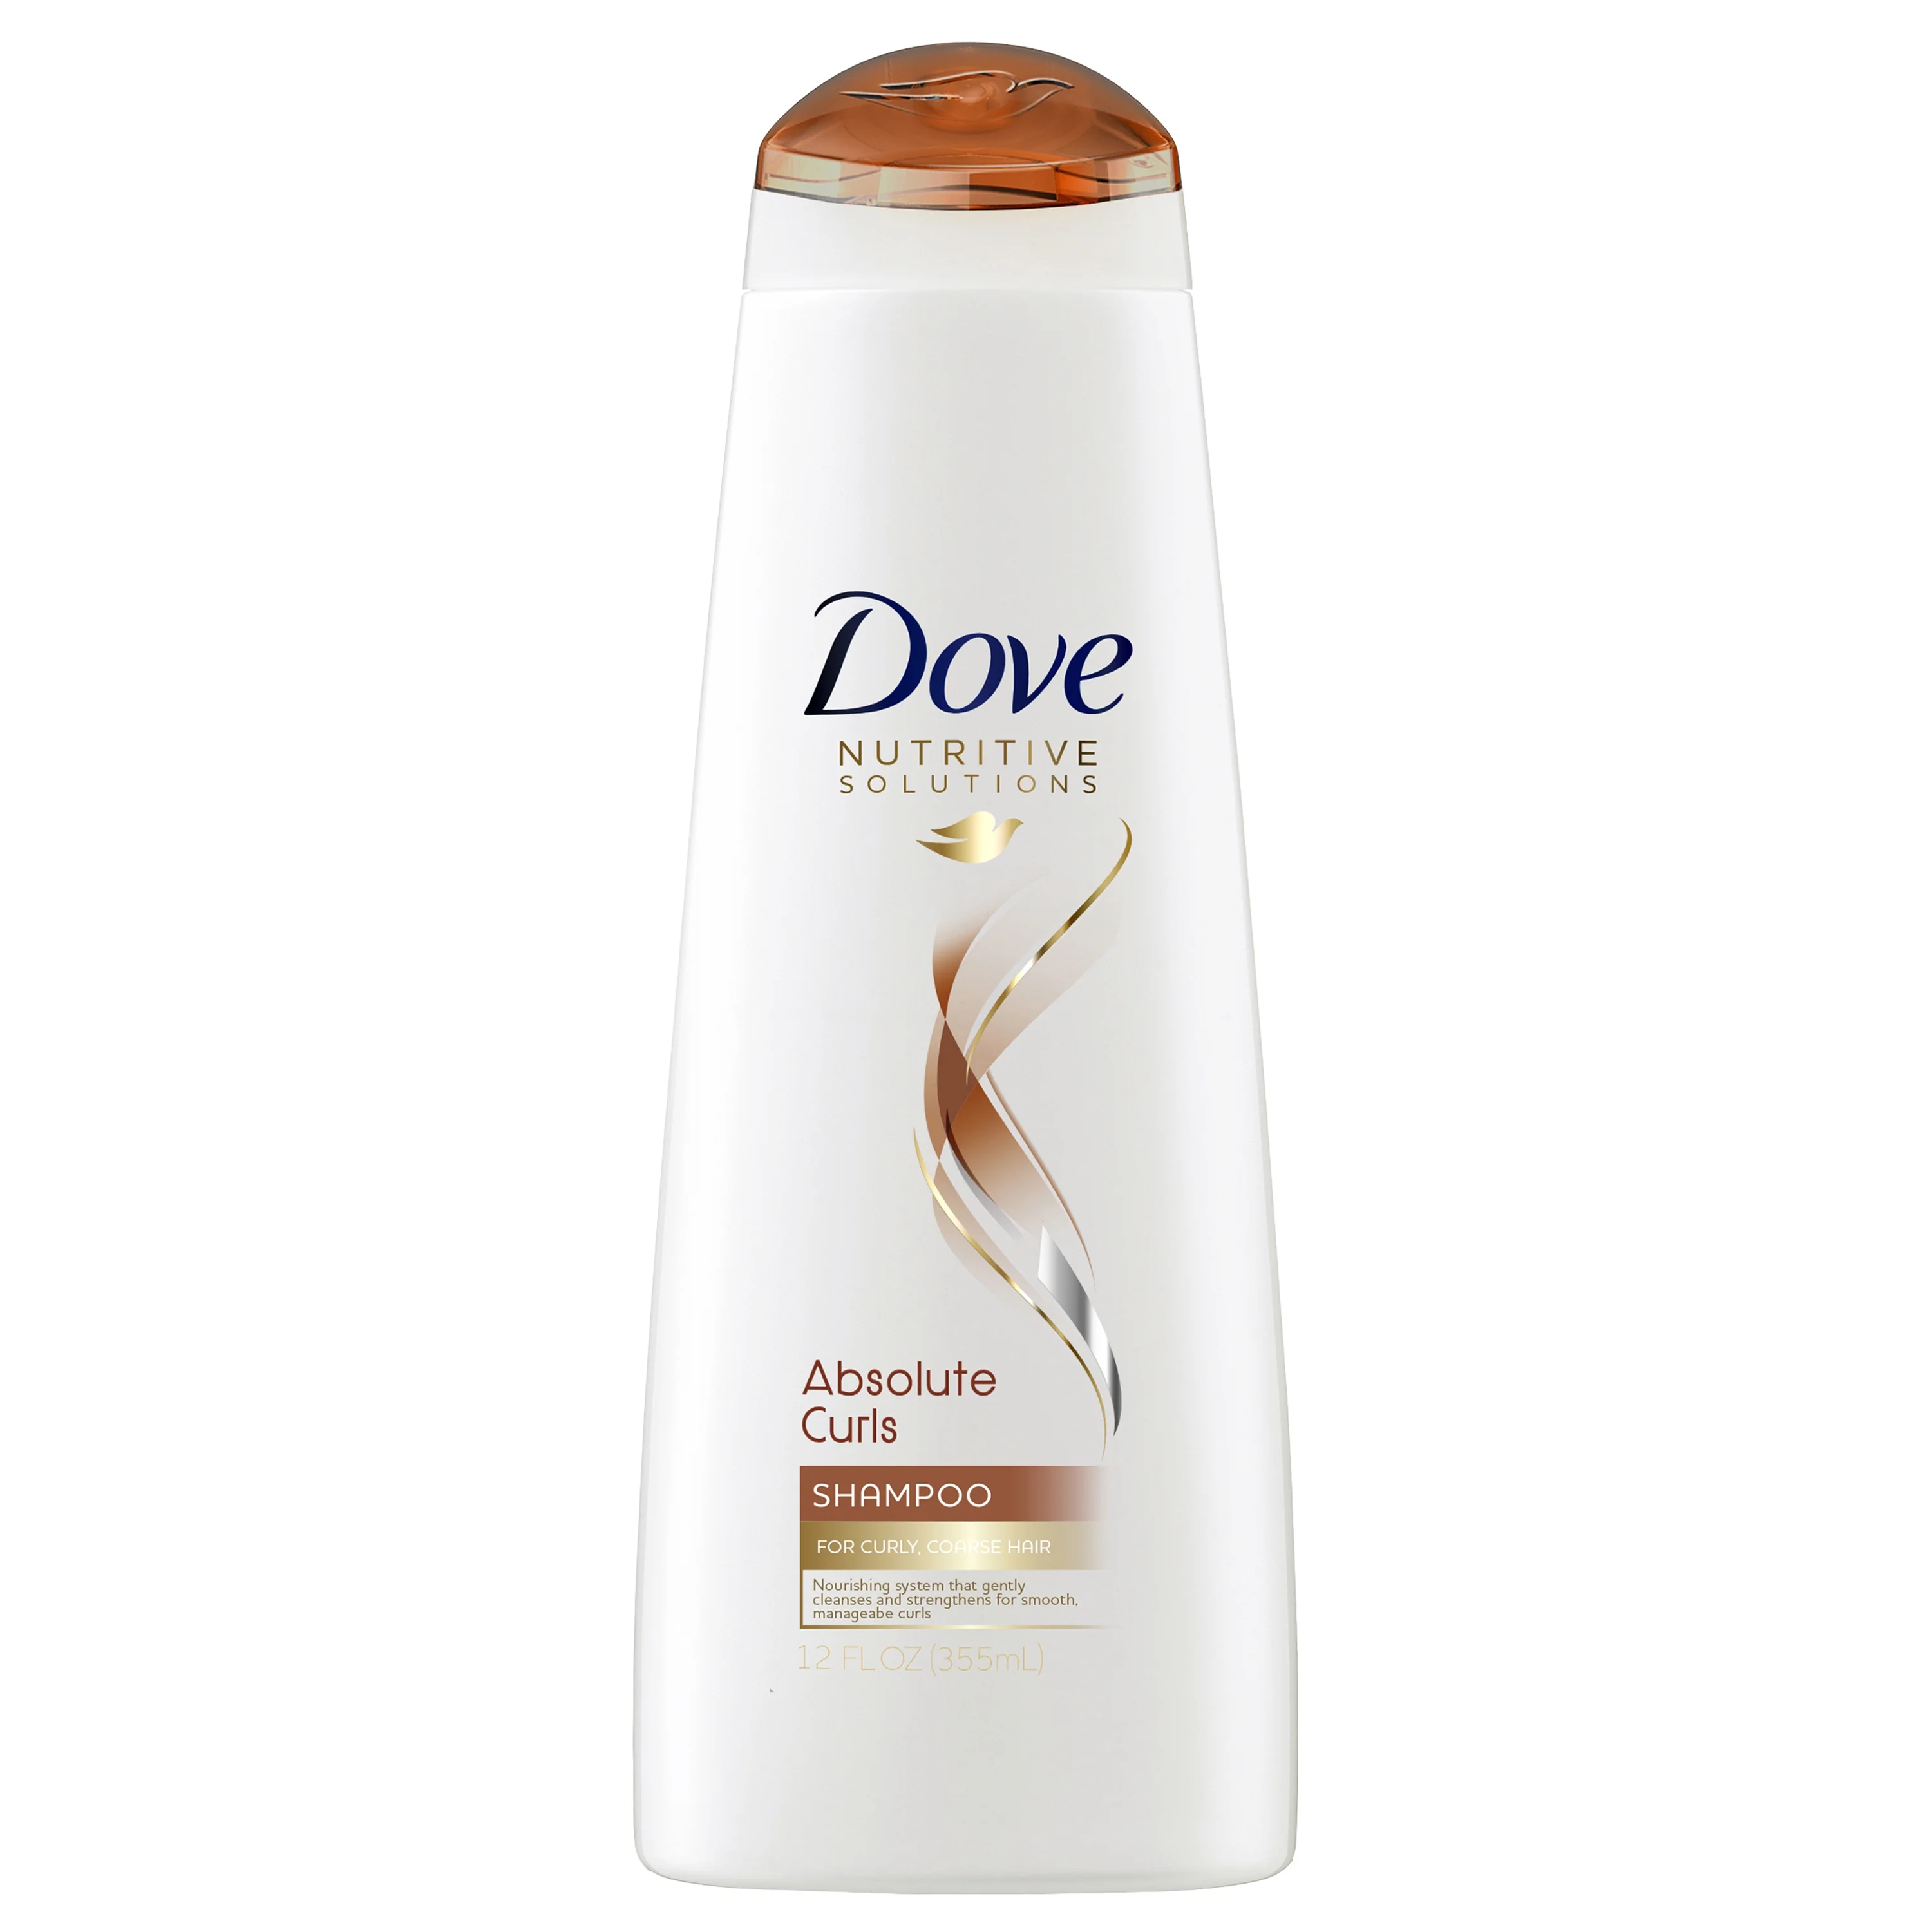 Dove
NUTRITIVE
SOLUTIONS
Absolute
Curls
SHAMPOO
FOR CURLY, COARSE HAIR
Nourishing system that gently
cleanses and strengthens for smooth,
manageabe curls
12 FL OZ (355mL)